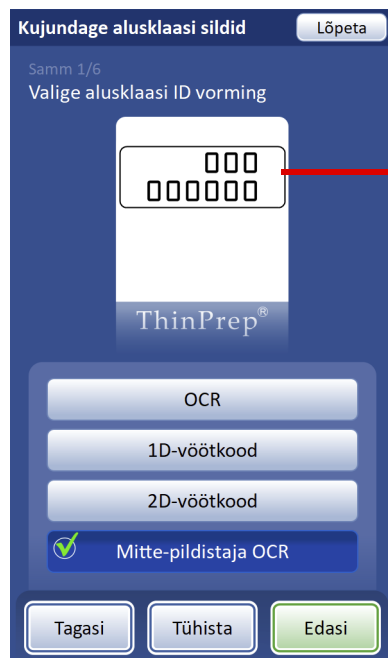 Kujundage alusklaasi sildid
Lõpeta
Samm 1/6
Valige alusklaasi ID vorming
000
000000
ThinPrep®
OCR
1D-vöötkood
2D-vöötkood
Mitte-pildistaja OCR
Tagasi
Tühista
Edasi